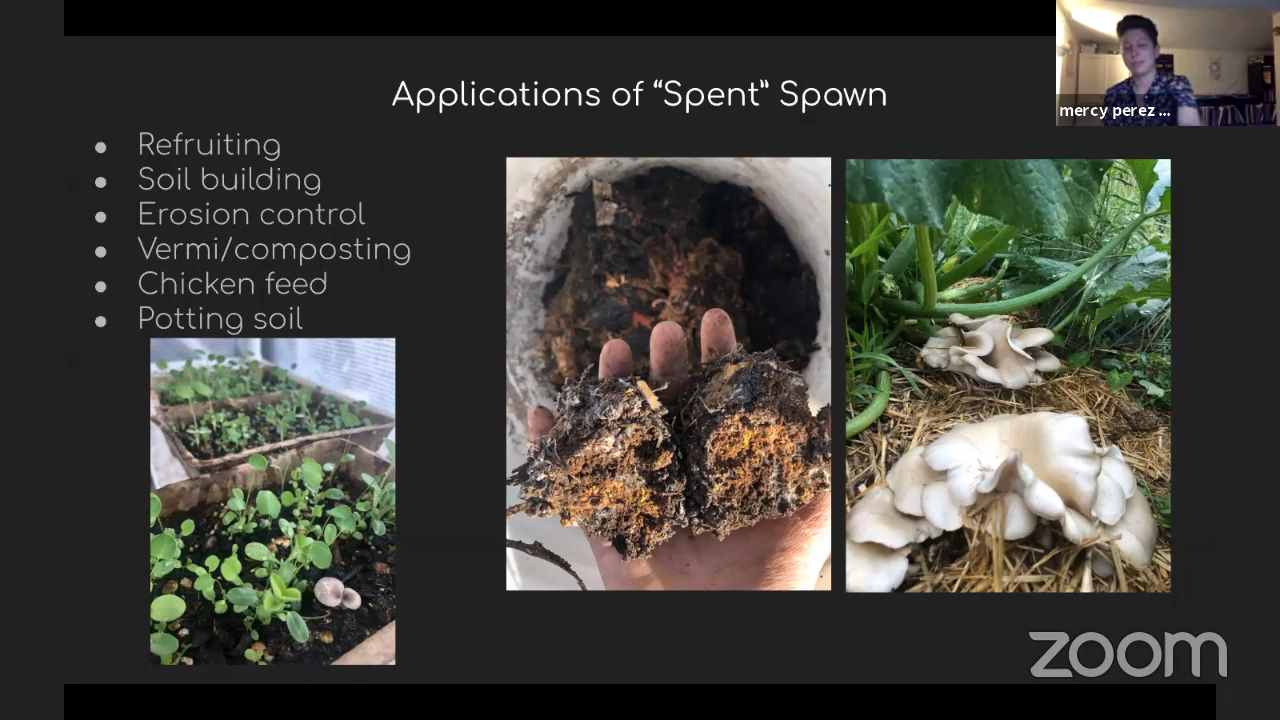 Applications of “Spent” Spawn
mercy perez ...
● Refruiting
● Soil building
● Erosion control
● Vermi/composting
● Chicken feed
● Potting soil
zoom